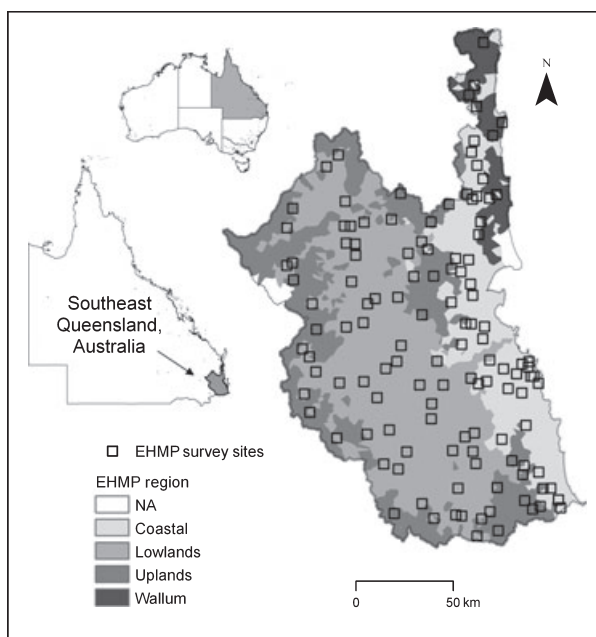 N
Southeast
Queensland,
Australia
EHMP survey sites
EHMP region
NA
Coastal
Lowlands
Uplands
Wallum
0 50 km